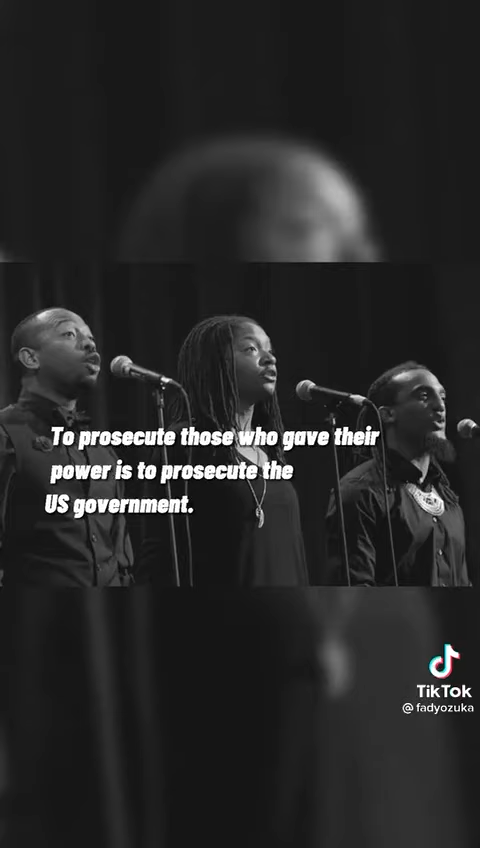 To prosecute those who gave their
power is to prosecute the
US government.
TikTok
@ fadyozuka